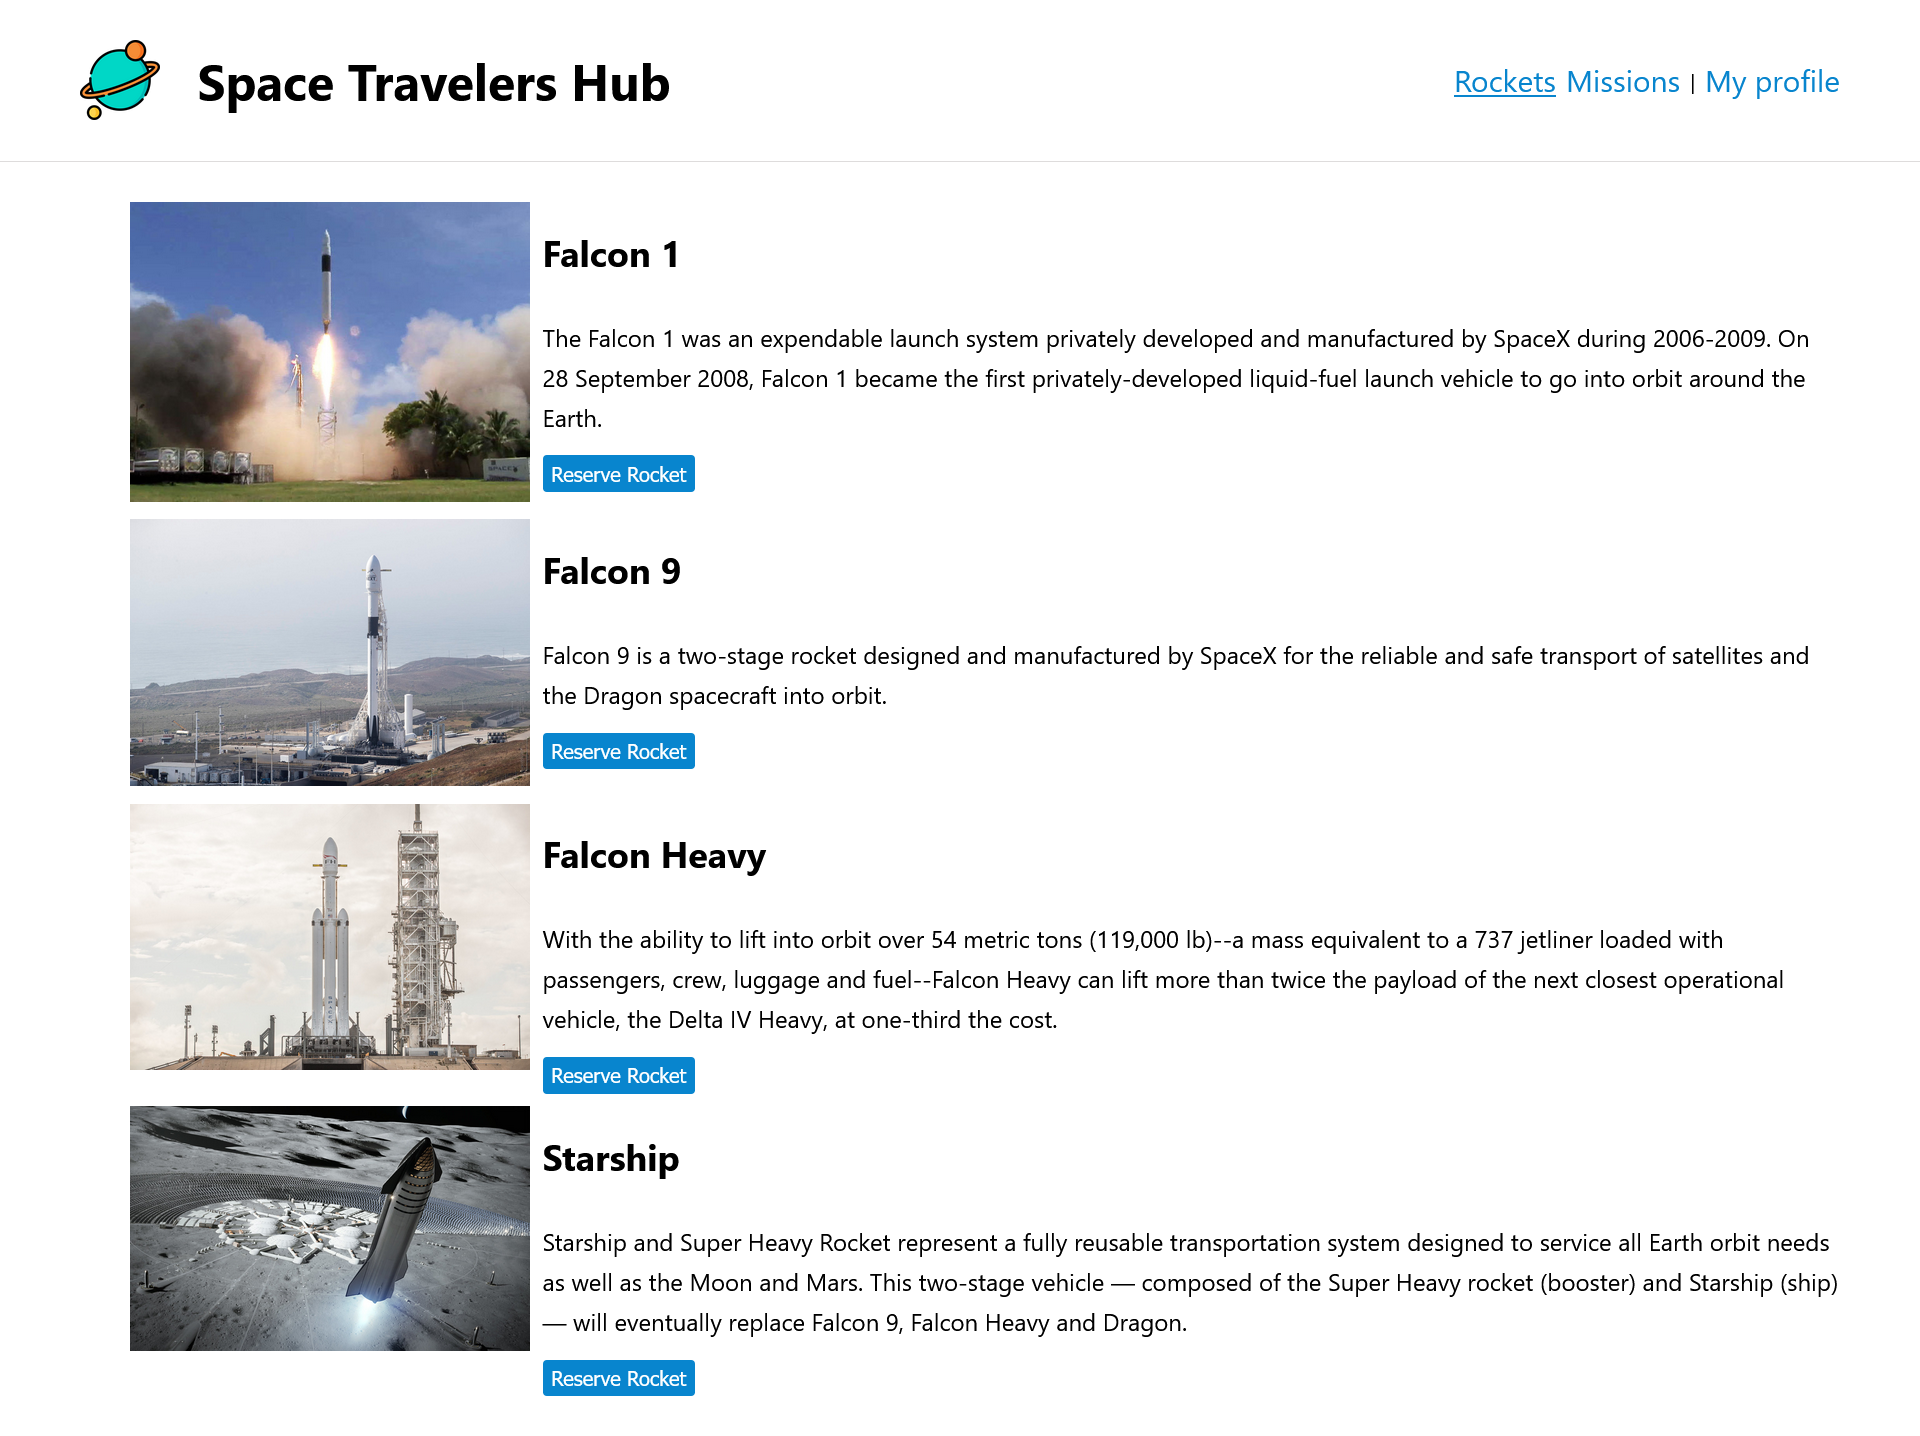 Space Travelers Hub
Rockets Missions | My profile
Falcon 1
The Falcon 1 was an expendable launch system privately developed and manufactured by SpaceX during 2006-2009. On
28 September 2008, Falcon 1 became the first privately-developed liquid-fuel launch vehicle to go into orbit around the
Earth.
Reserve Rocket
Falcon 9
Falcon 9 is a two-stage rocket designed and manufactured by SpaceX for the reliable and safe transport of satellites and
the Dragon spacecraft into orbit.
Reserve Rocket
Falcon Heavy
With the ability to lift into orbit over 54 metric tons (119,000 lb)--a mass equivalent to a 737 jetliner loaded with
passengers, crew, luggage and fuel--Falcon Heavy can lift more than twice the payload of the next closest operational
vehicle, the Delta IV Heavy, at one-third the cost.
Reserve Rocket
Starship
Starship and Super Heavy Rocket represent a fully reusable transportation system designed to service all Earth orbit needs
as well as the Moon and Mars. This two-stage vehicle — composed of the Super Heavy rocket (booster) and Starship (ship)
— will eventually replace Falcon 9, Falcon Heavy and Dragon.
Reserve Rocket